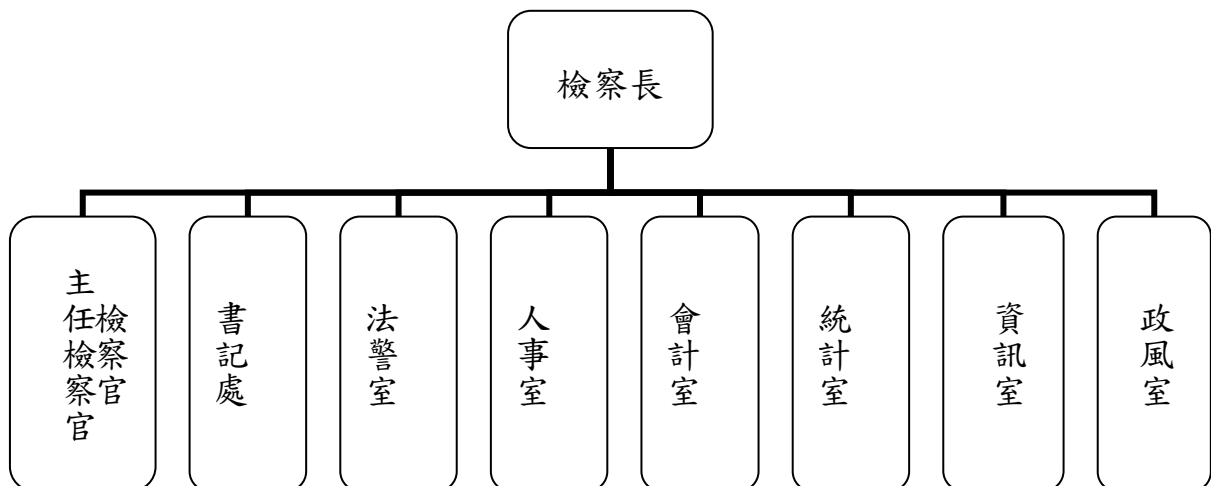 檢察長
主任檢察官
檢察官
書記處
法警室
人事室
會計室
統計室
資訊室
政風室